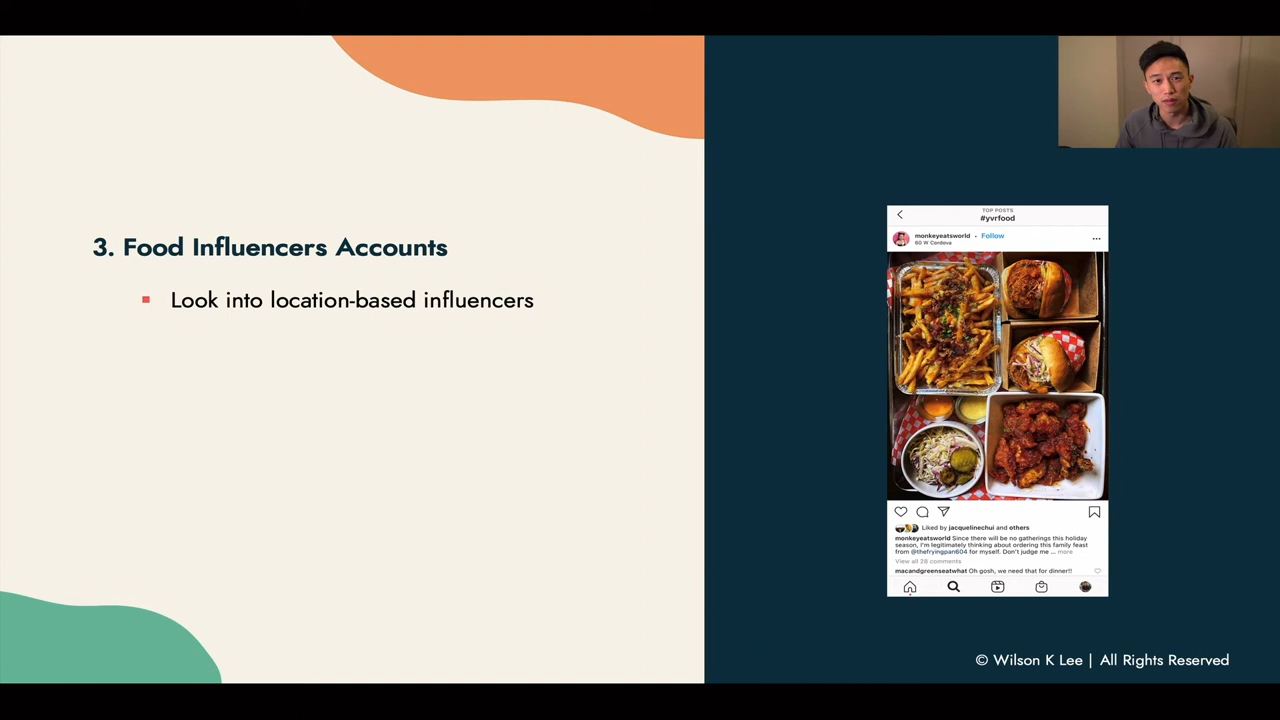 3. Food Influencers Accounts
Look into location-based influencers
TOP POSTS
#yvrfood
monkeyeatsworld • Follow
60 W Cordova
Liked by jacquelinechui and others
monkeyeatsworld Since there will be no gatherings this holiday
season, I'm legitimately thinking about ordering this family feast
from @thefryingpan604 for myself. Don't judge me ... more
View all 28 comments
macandgreenseatwhat Oh gosh, we need that for dinner!!
© Wilson K Lee | All Rights Reserved